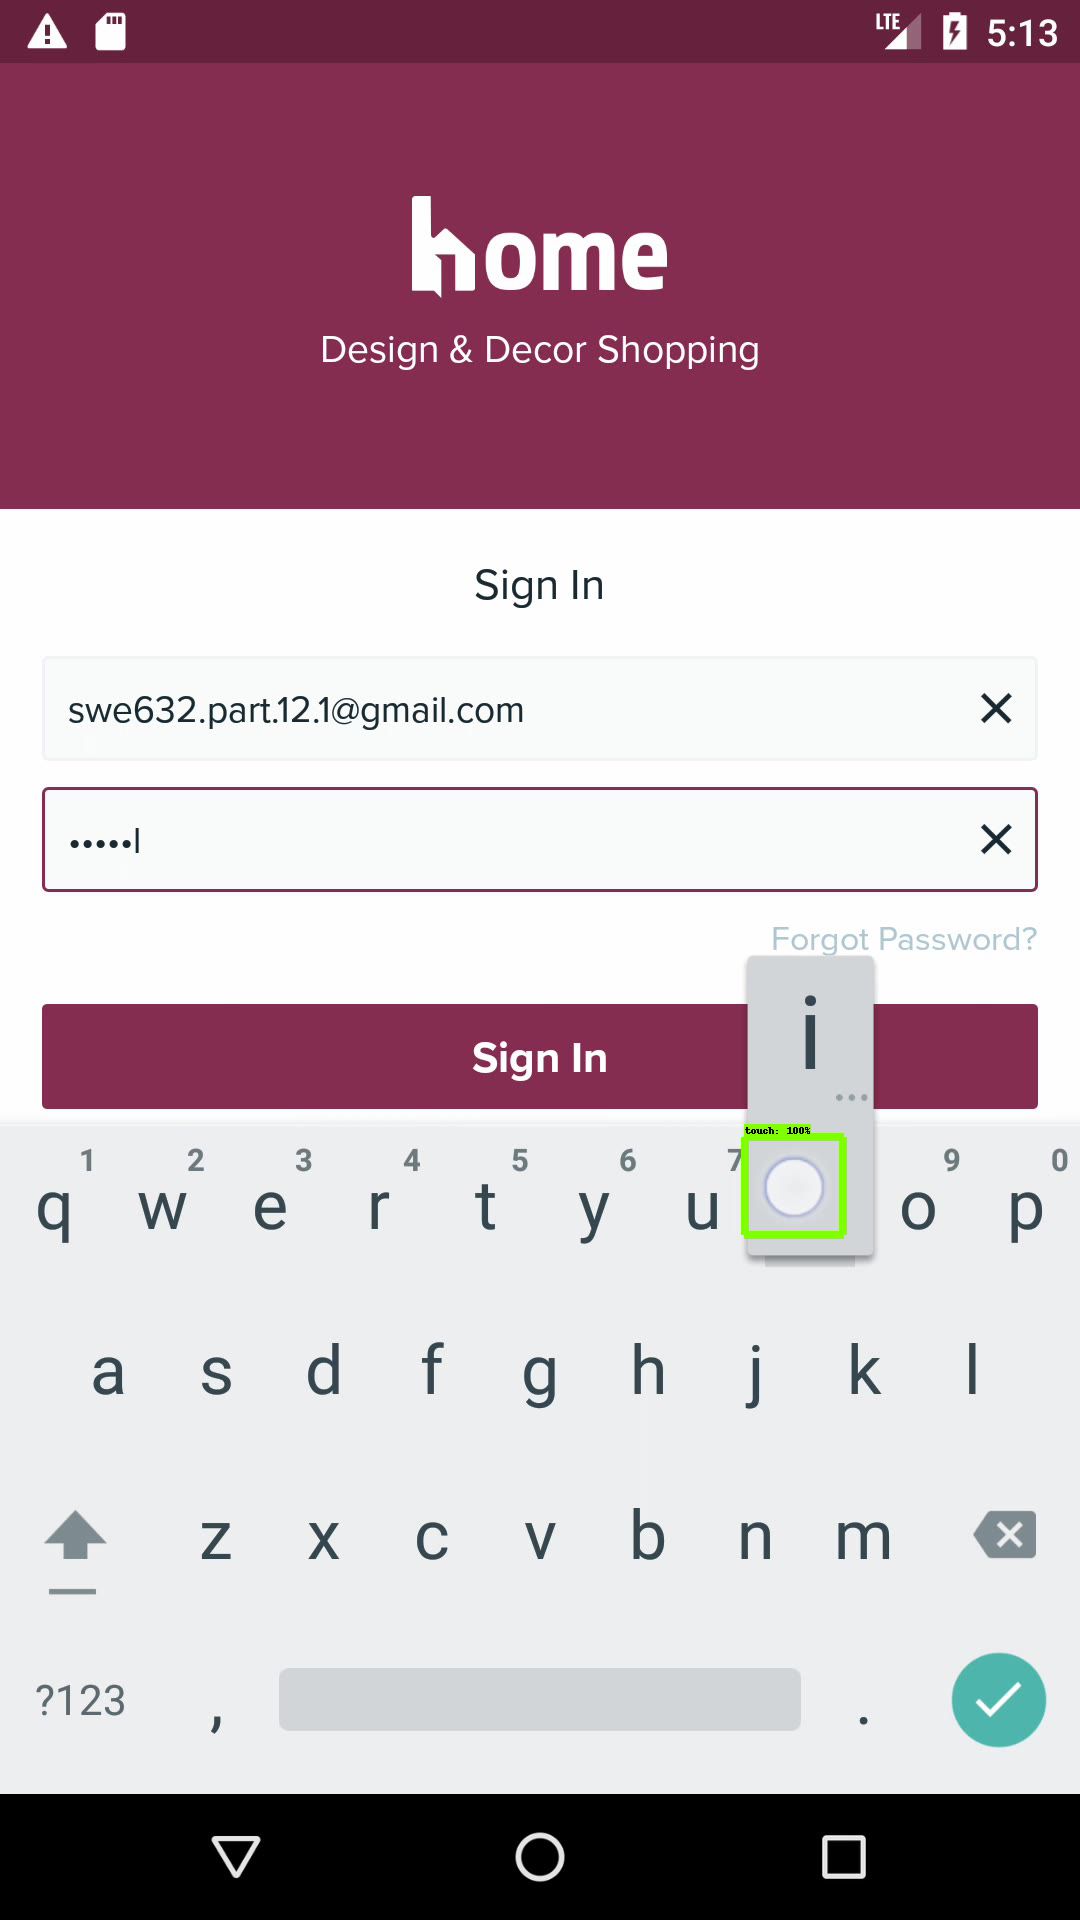 LTE 5:13
home
Design & Decor Shopping
Sign In
swe632.part.12.1@gmail.com
•••••
Forgot Password?
Sign In
i
...
touch: 100%
1 2 3 4 5 6 7 9 0
q w e r t y u o p
a s d f g h j k l
z x c v b n m
?123 , .